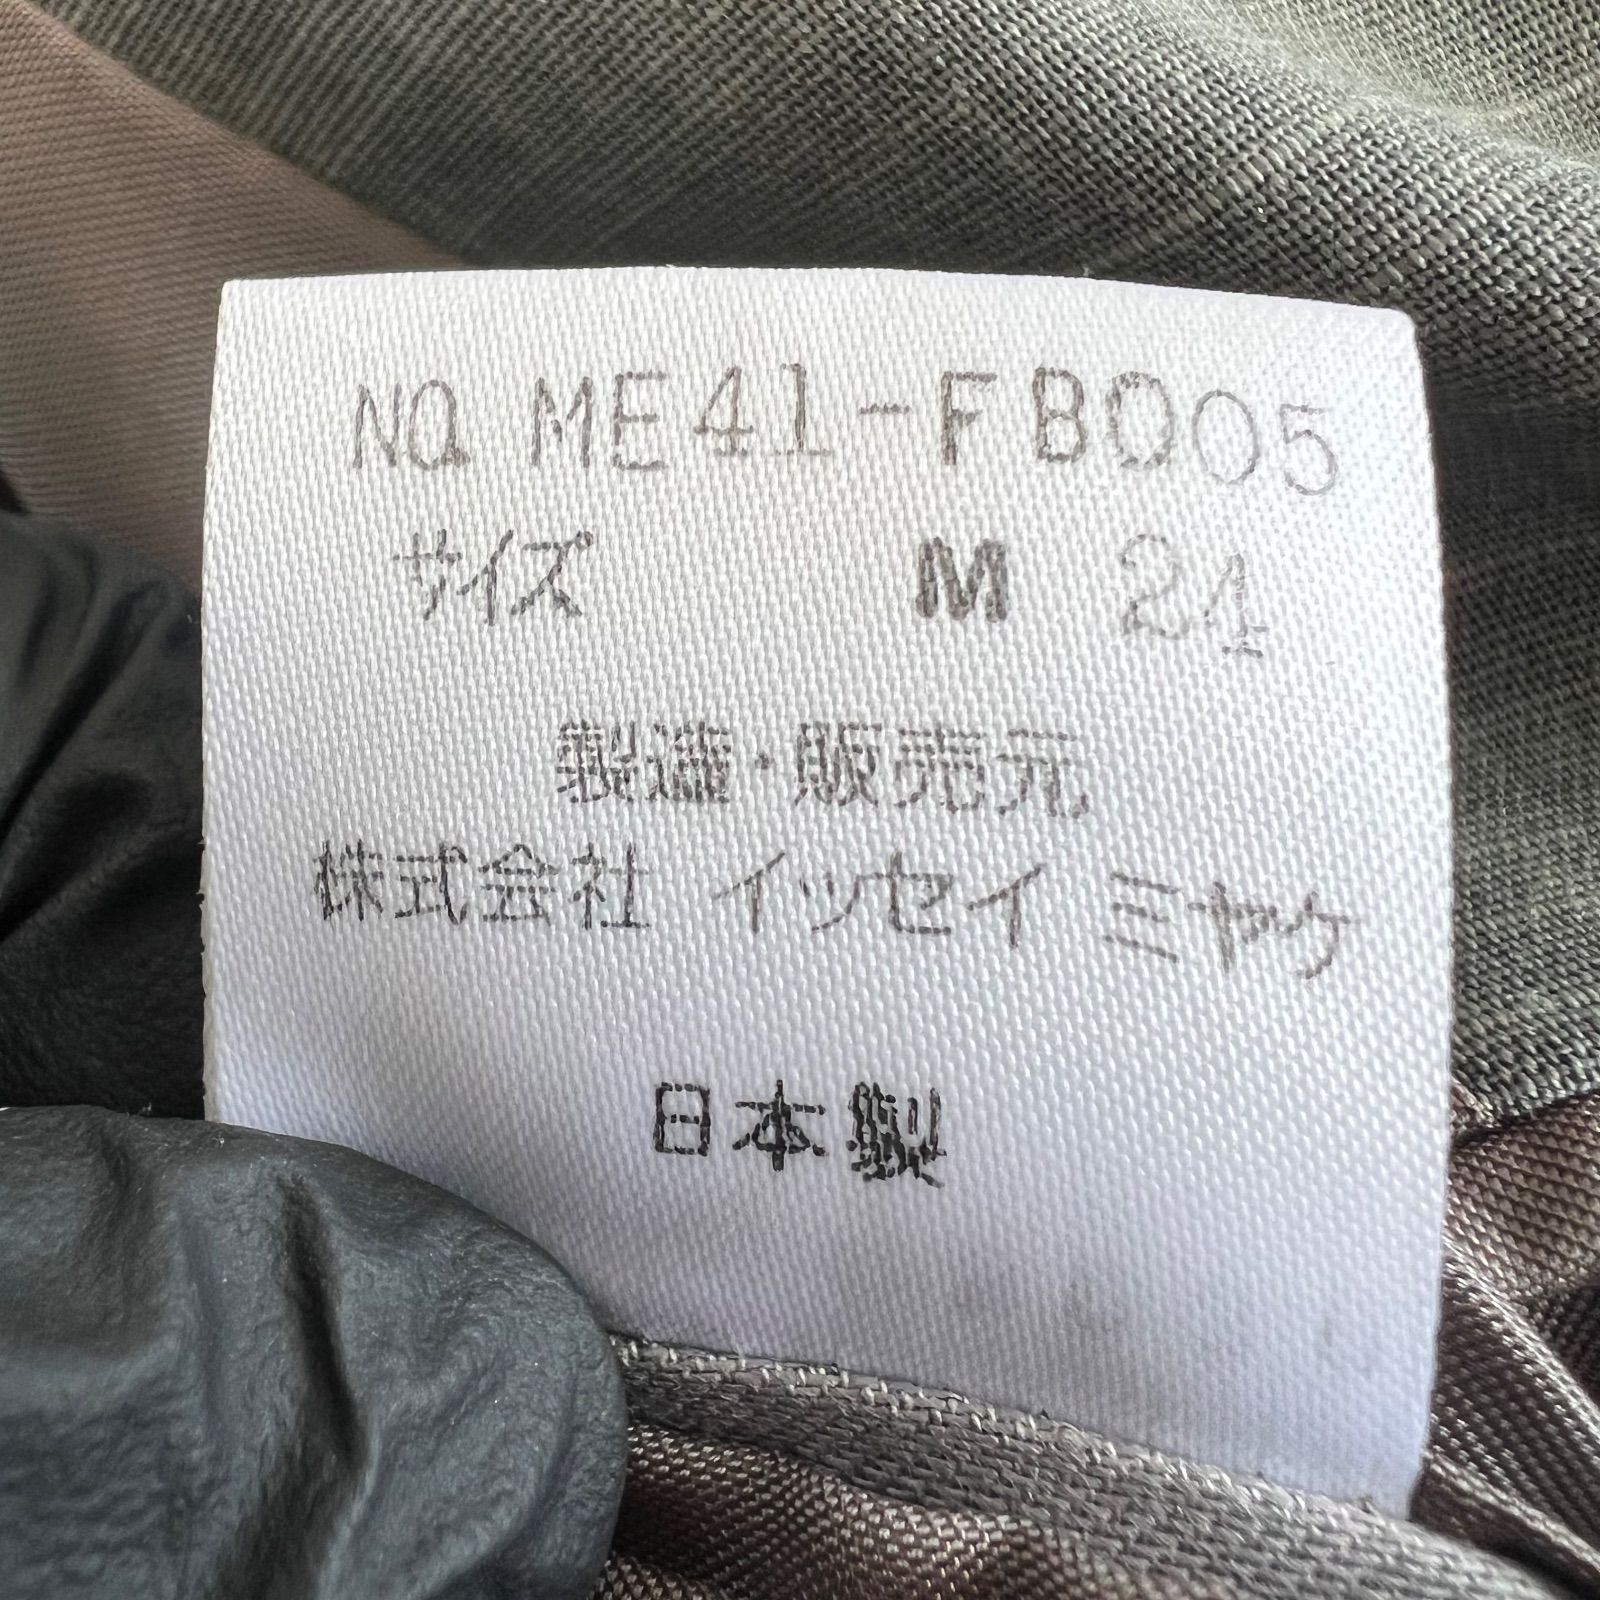 NO. ME41-FB005
サイズ M 24
製造・販売元
株式会社 イッセイ ミヤケ
日本製